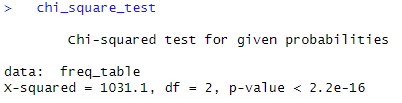 > chi_square_test
Chi-squared test for given probabilities
data: freq_table
X-squared = 1031.1, df = 2, p-value < 2.2e-16